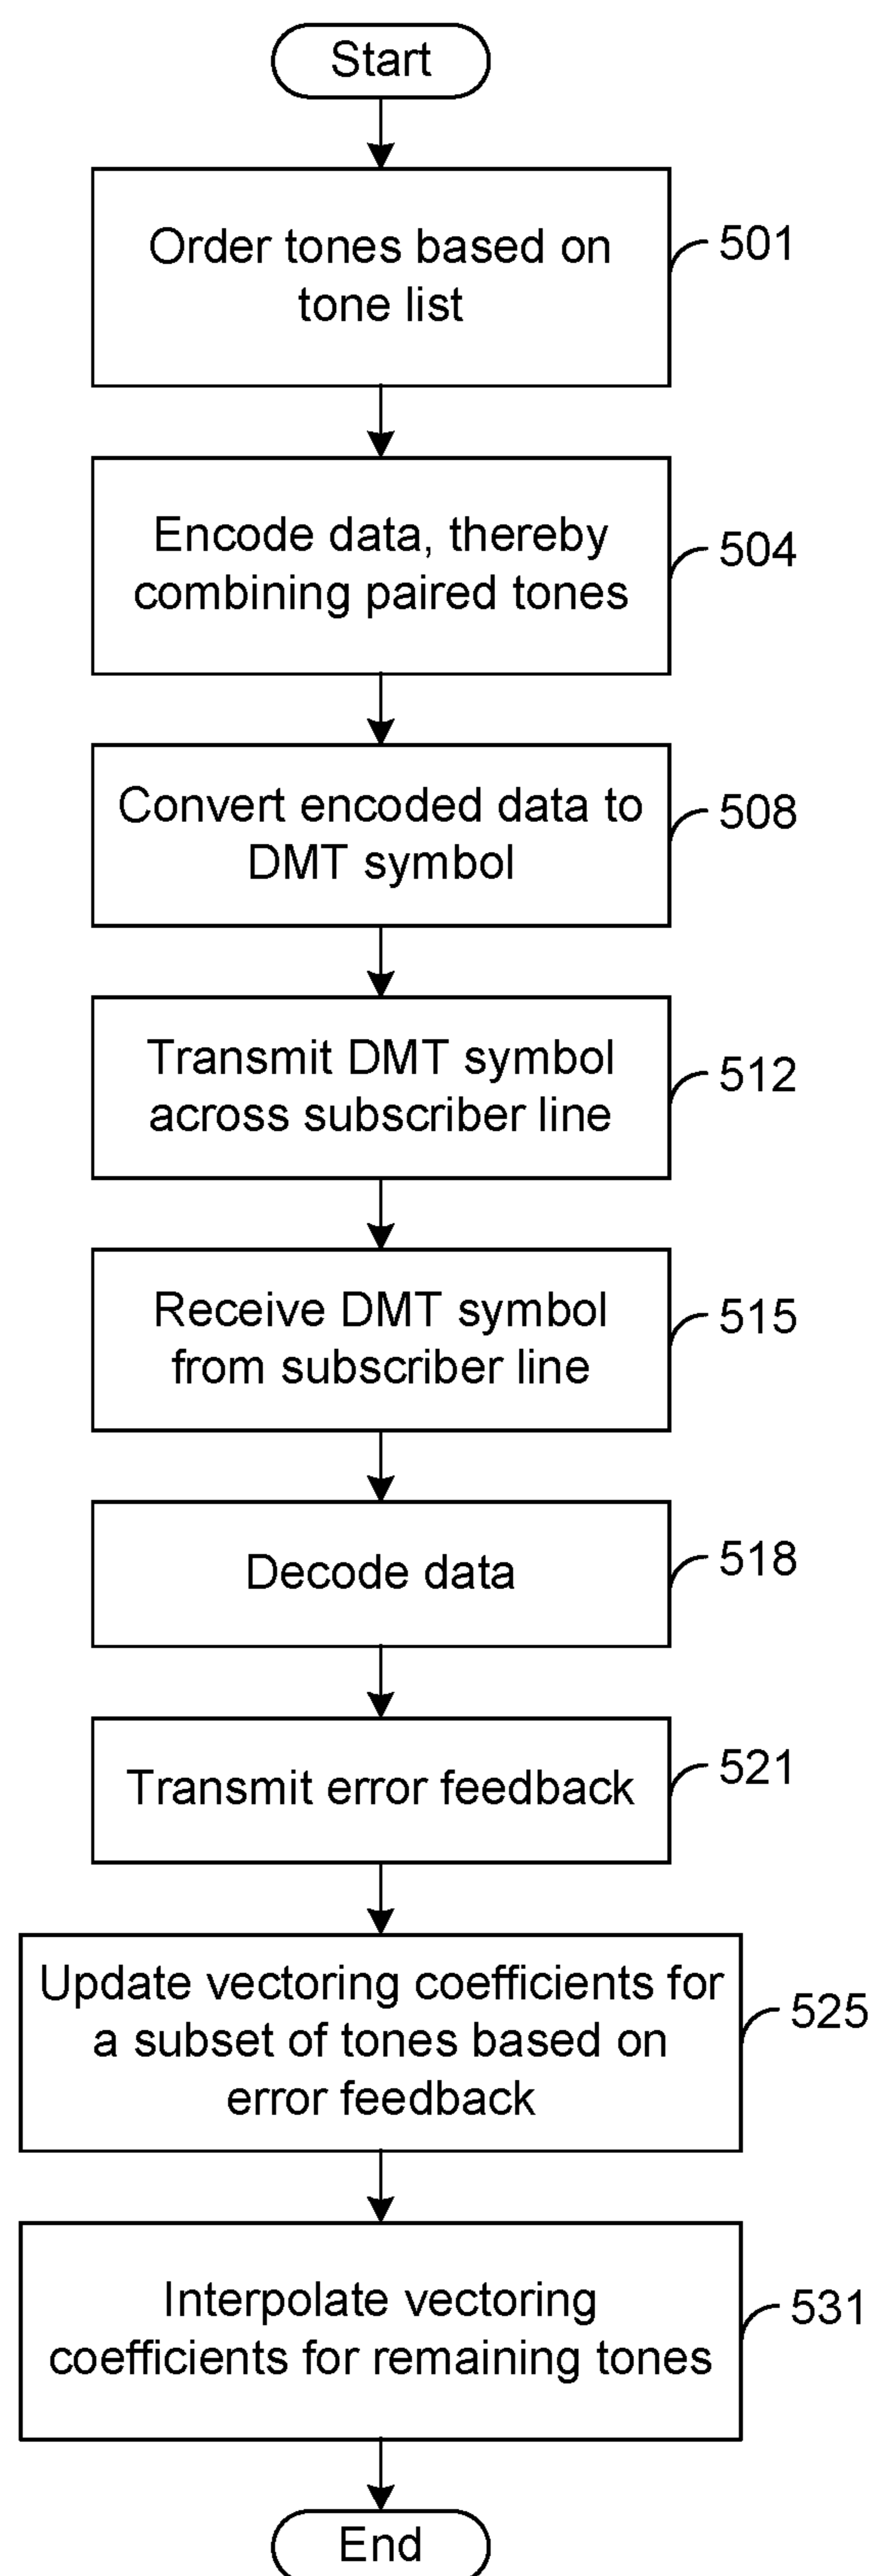 Start
Order tones based on
tone list
501
Encode data, thereby
combining paired tones
504
Convert encoded data to
DMT symbol
508
Transmit DMT symbol
across subscriber line
512
Receive DMT symbol
from subscriber line
515
Decode data
518
Transmit error feedback
521
Update vectoring coefficients for
a subset of tones based on
error feedback
525
Interpolate vectoring
coefficients for remaining tones
531
End